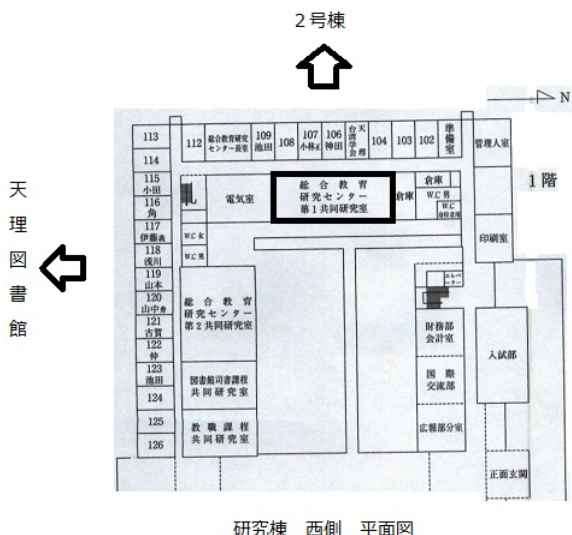 2号棟
N
113
112
総合教育研究
センター長室
109
池田
108
107
小林正
106
神田
天理
台湾学会
104
103
102
準備室
管理人室
114
1階
115
小田
116
角
117
伊藤義
118
浅川
119
山本
120
山中秀
121
古賀
122
仲
123
池田
124
125
126
電気室
総合教育
研究センター
第1共同研究室
倉庫
倉庫
W.C 男
W.C
身障者用
W.C 女
W.C 男
印刷室
エレベーター
天理図書館
総合教育
研究センター
第2共同研究室
財務部
会計室
入試部
図書館司書課程
共同研究室
国際
交流部
教職課程
共同研究室
広報部分室
正面玄関
研究棟 西側 平面図